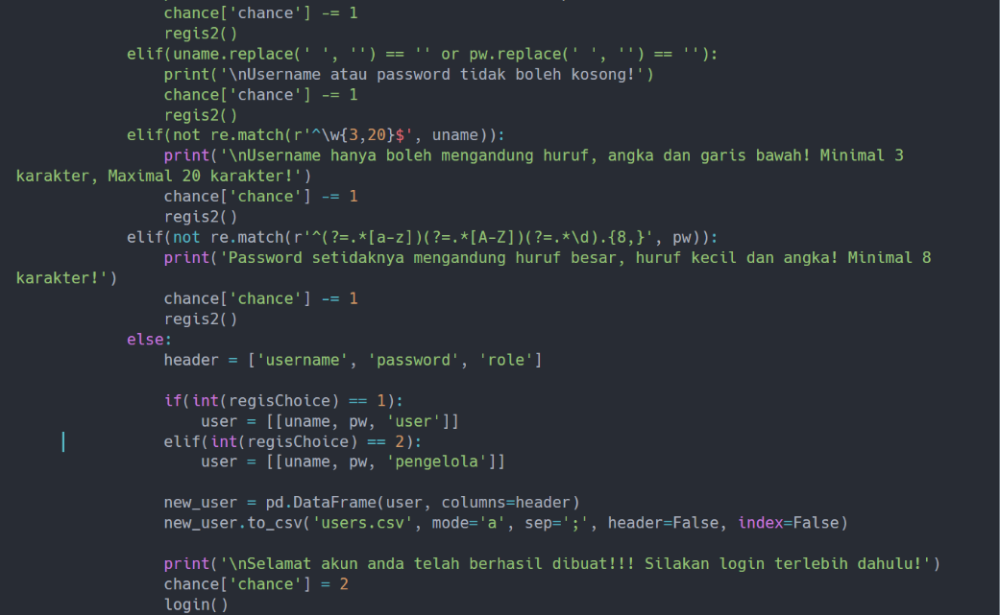 chance['chance'] -= 1
regis2()
elif(uname.replace(' ', '') == '' or pw.replace(' ', '') == ''):
print('\nUsername atau password tidak boleh kosong!')
chance['chance'] -= 1
regis2()
elif(not re.match(r'^\w{3,20}$', uname)):
print('\nUsername hanya boleh mengandung huruf, angka dan garis bawah! Minimal 3
karakter, Maximal 20 karakter!')
chance['chance'] -= 1
regis2()
elif(not re.match(r'^(?=.*[a-z])(?=.*[A-Z])(?=.*\d).{8,}', pw)):
print('Password setidaknya mengandung huruf besar, huruf kecil dan angka! Minimal 8
karakter!')
chance['chance'] -= 1
regis2()
else:
header = ['username', 'password', 'role']
if(int(regisChoice) == 1):
user = [[uname, pw, 'user']]
elif(int(regisChoice) == 2):
user = [[uname, pw, 'pengelola']]
new_user = pd.DataFrame(user, columns=header)
new_user.to_csv('users.csv', mode='a', sep=';', header=False, index=False)
print('\nSelamat akun anda telah berhasil dibuat!!! Silakan login terlebih dahulu!')
chance['chance'] = 2
login()